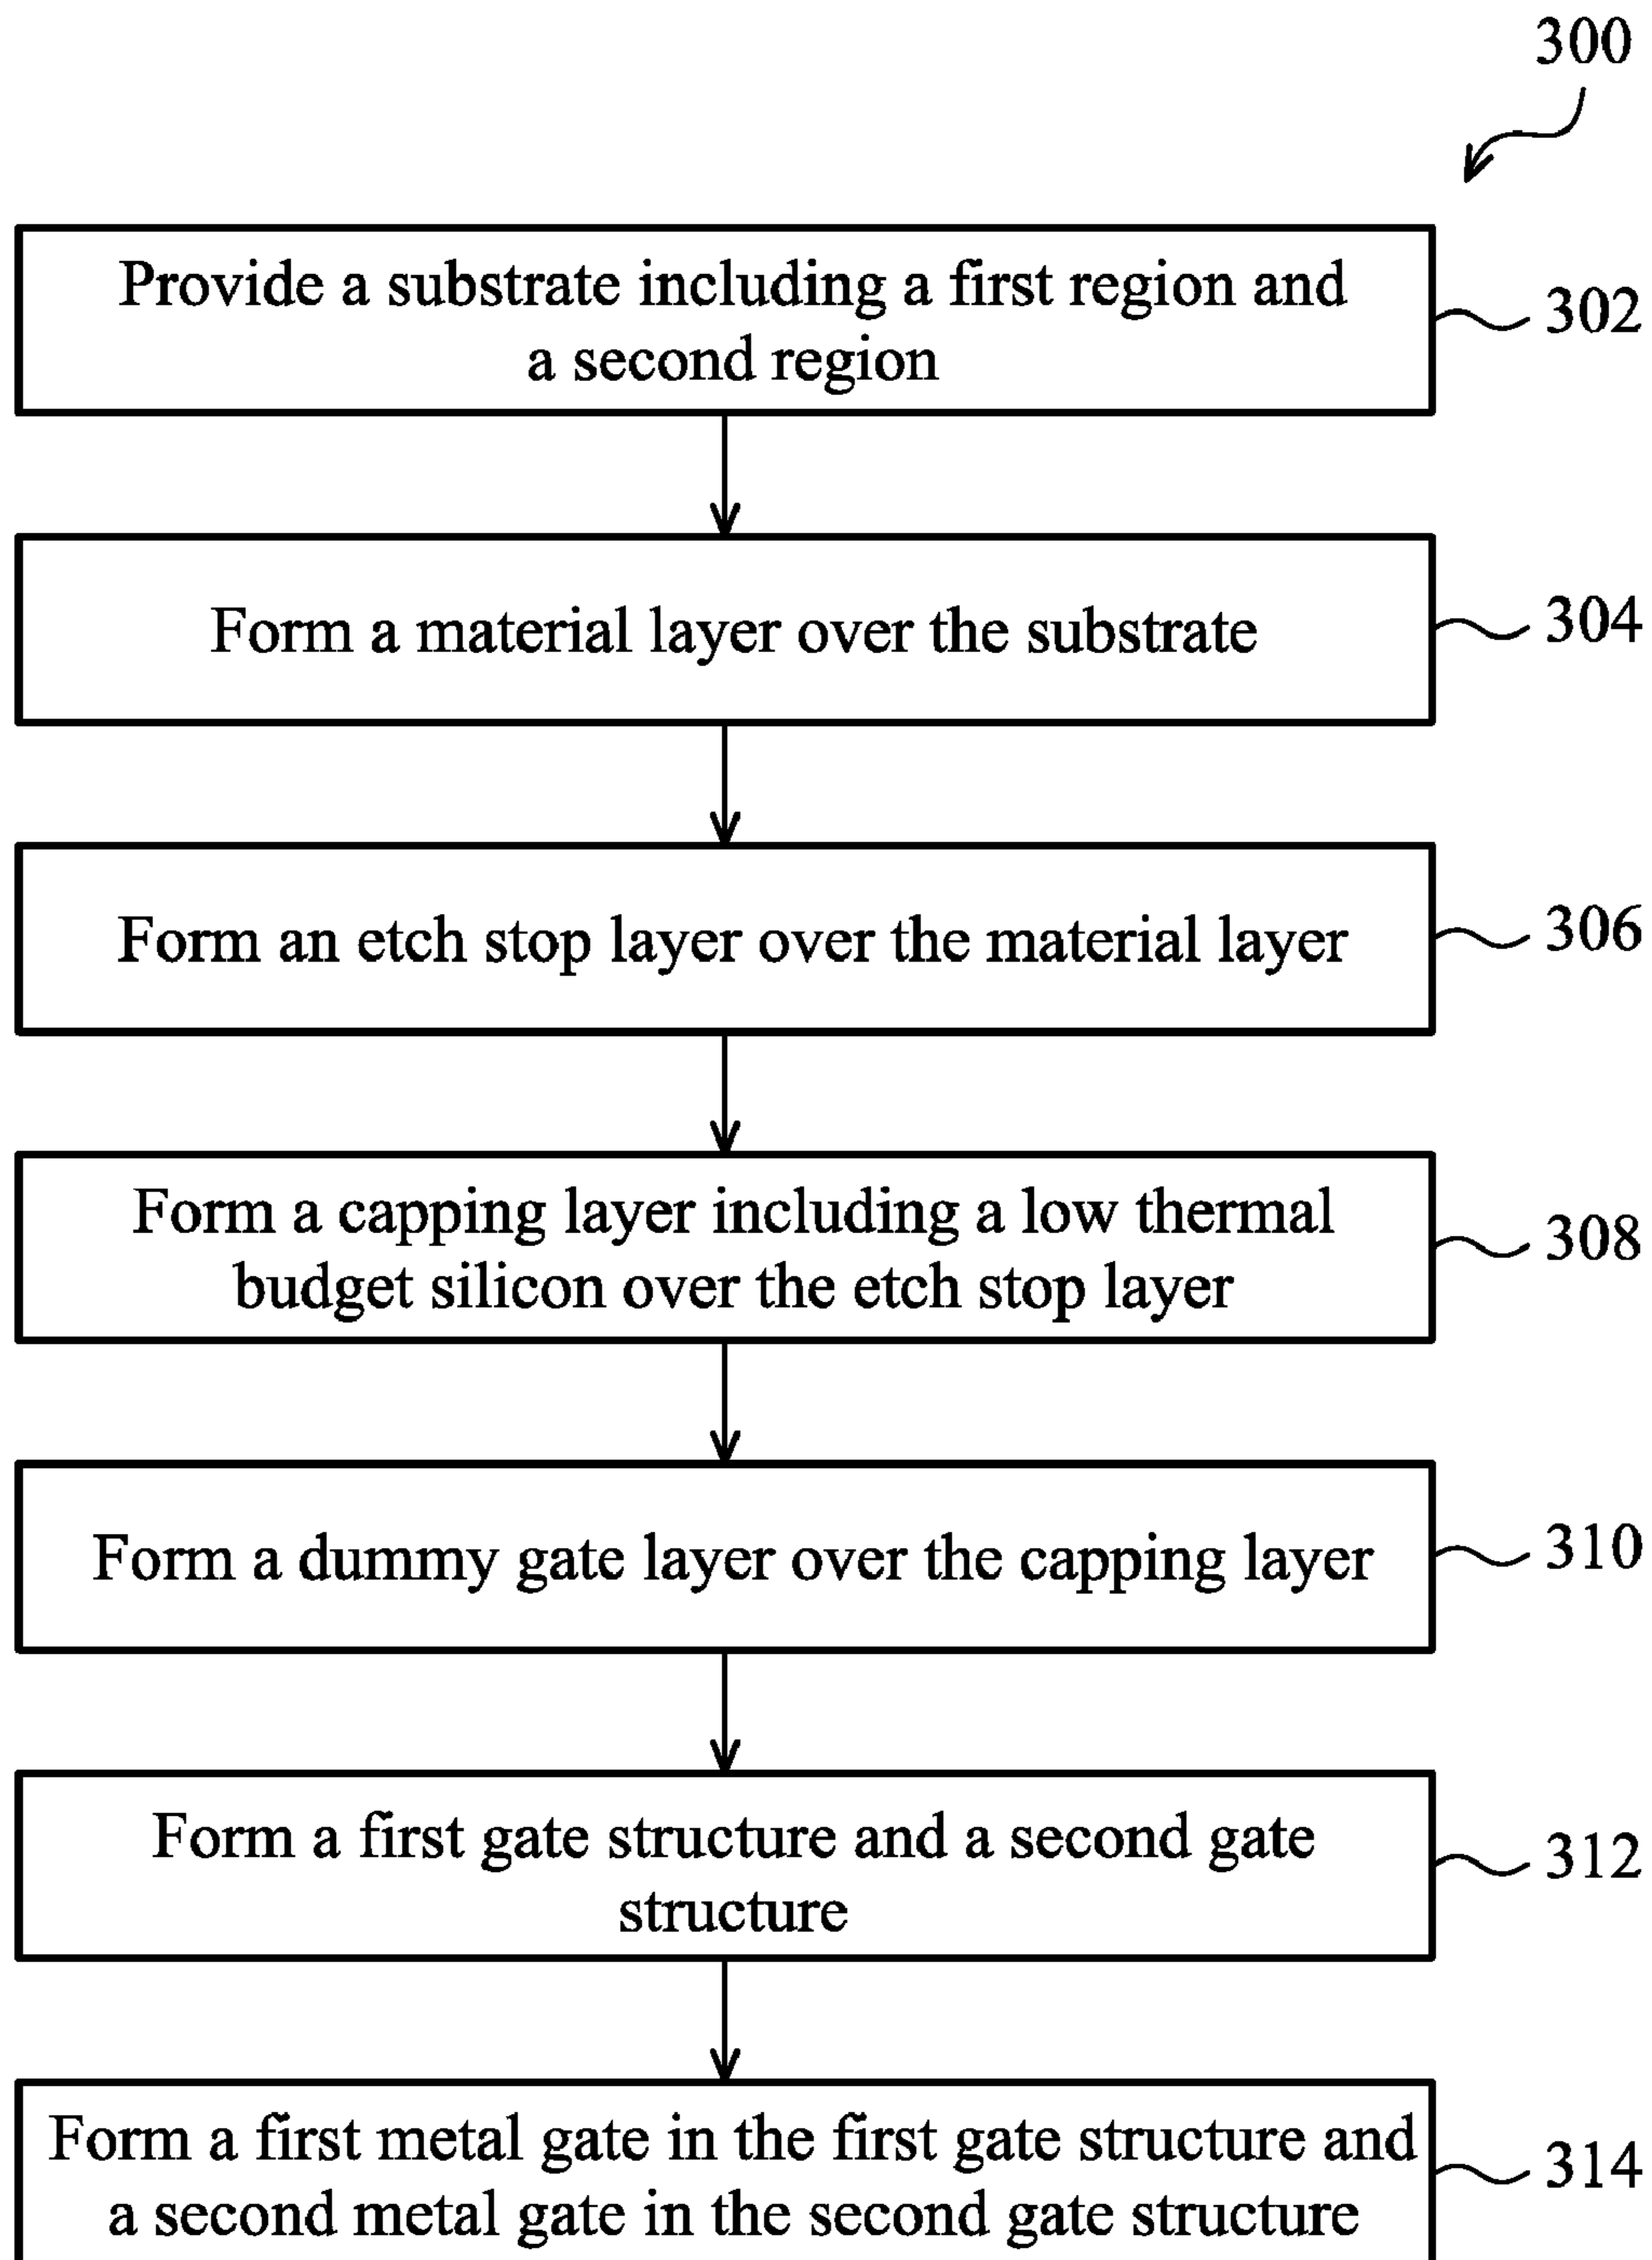 300
Provide a substrate including a first region and
a second region
302
Form a material layer over the substrate
304
Form an etch stop layer over the material layer
306
Form a capping layer including a low thermal
budget silicon over the etch stop layer
308
Form a dummy gate layer over the capping layer
310
Form a first gate structure and a second gate
structure
312
Form a first metal gate in the first gate structure and
a second metal gate in the second gate structure
314